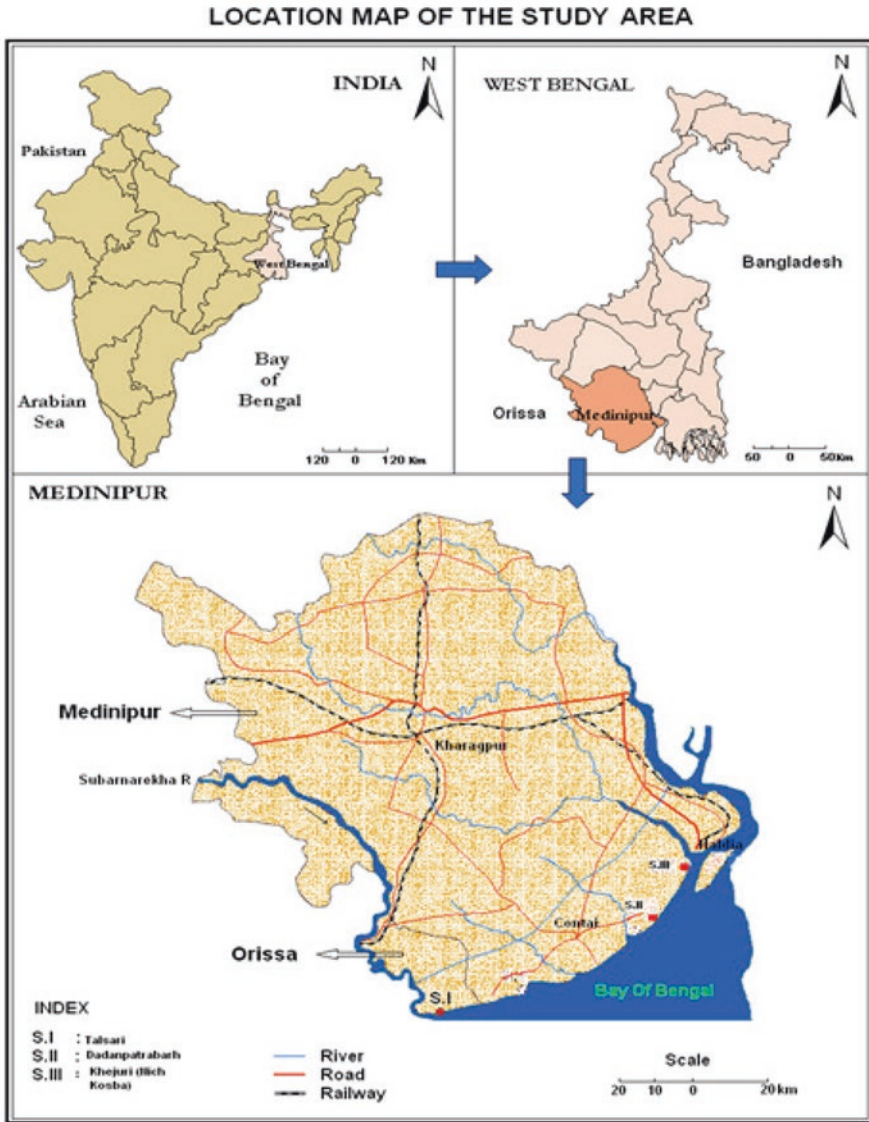 LOCATION MAP OF THE STUDY AREA
INDIA
N
Pakistan
West Bengal
Bay
of
Bengal
Arabian
Sea
120 0 120 Km
WEST BENGAL
N
Bangladesh
Orissa
Medinipur
50 0 50Km
MEDINIPUR
N
Medinipur
Kharagpur
Subarnarekha R
Haldia
S.III
S.II
Contai
Orissa
Bay Of Bengal
S.I
INDEX
S.I : Talsari
S.II : Dadanpatrabarh
S.III : Khejuri (Nich
Kosba)
River
Road
Railway
Scale
20 10 0 20km